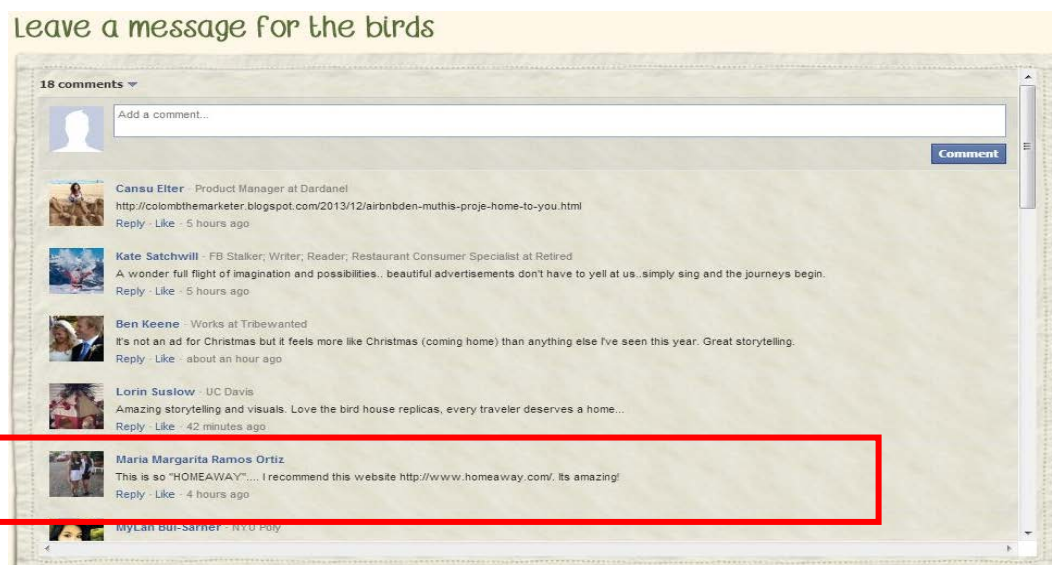 Leave a message for the birds
18 comments
Add a comment...
Comment
Cansu Elter · Product Manager at Dardanel
http://colombthemarketer.blogspot.com/2013/12/airbnbden-muthis-proje-home-to-you.html
Reply · Like · 5 hours ago
Kate Satchwill · FB Stalker; Writer; Reader; Restaurant Consumer Specialist at Retired
A wonder full flight of imagination and possibilities.. beautiful advertisements don't have to yell at us..simply sing and the journeys begin.
Reply · Like · 5 hours ago
Ben Keene · Works at Tribewanted
It's not an ad for Christmas but it feels more like Christmas (coming home) than anything else I've seen this year. Great storytelling.
Reply · Like · about an hour ago
Lorin Suslow · UC Davis
Amazing storytelling and visuals. Love the bird house replicas, every traveler deserves a home...
Reply · Like · 42 minutes ago
Maria Margarita Ramos Ortiz
This is so "HOMEAWAY".... I recommend this website http://www.homeaway.com/. Its amazing!
Reply · Like · 4 hours ago
MyLan Bui-Sarner · NYU Poly